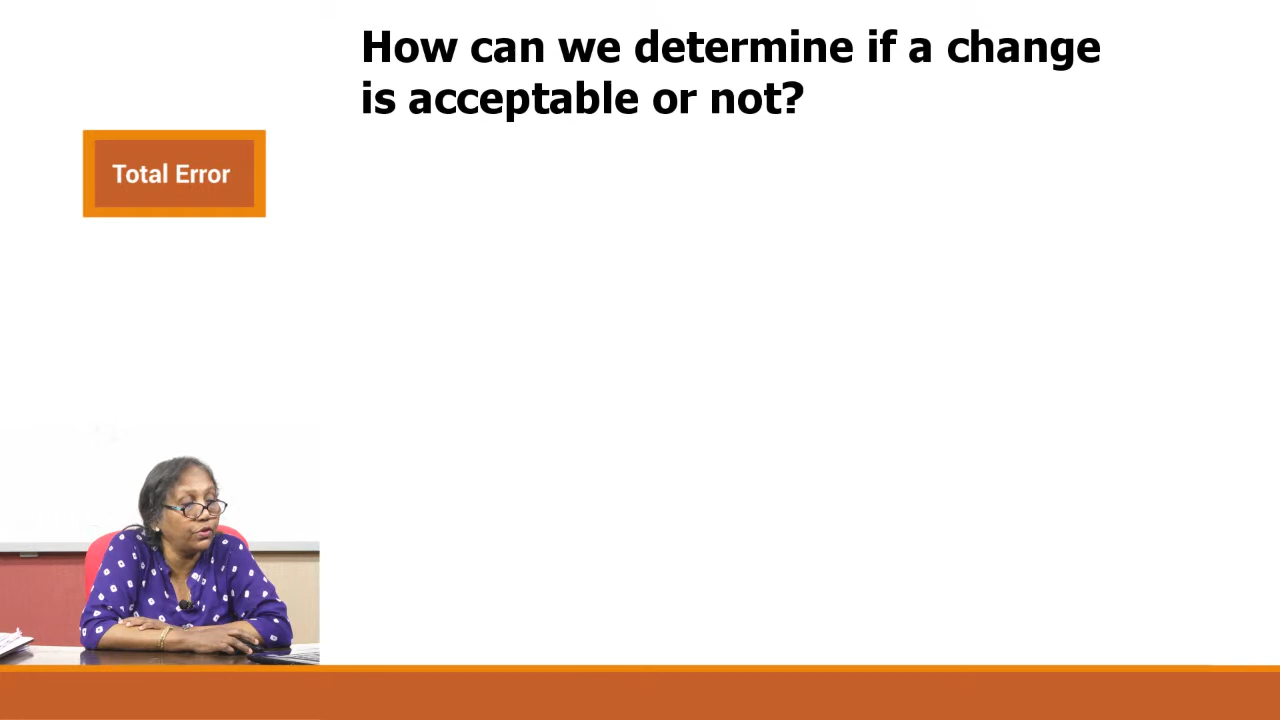 How can we determine if a change
is acceptable or not?
Total Error